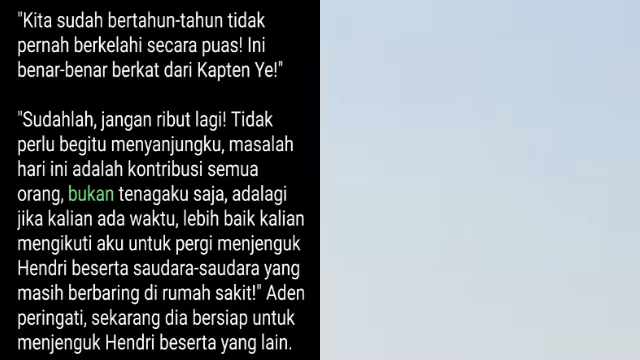 "Kita sudah bertahun-tahun tidak
pernah berkelahi secara puas! Ini
benar-benar berkat dari Kapten Ye!"
"Sudahlah, jangan ribut lagi! Tidak
perlu begitu menyanjungku, masalah
hari ini adalah kontribusi semua
orang, bukan tenagaku saja, adalagi
jika kalian ada waktu, lebih baik kalian
mengikuti aku untuk pergi menjenguk
Hendri beserta saudara-saudara yang
masih berbaring di rumah sakit!" Aden
peringati, sekarang dia bersiap untuk
menjenguk Hendri beserta yang lain.